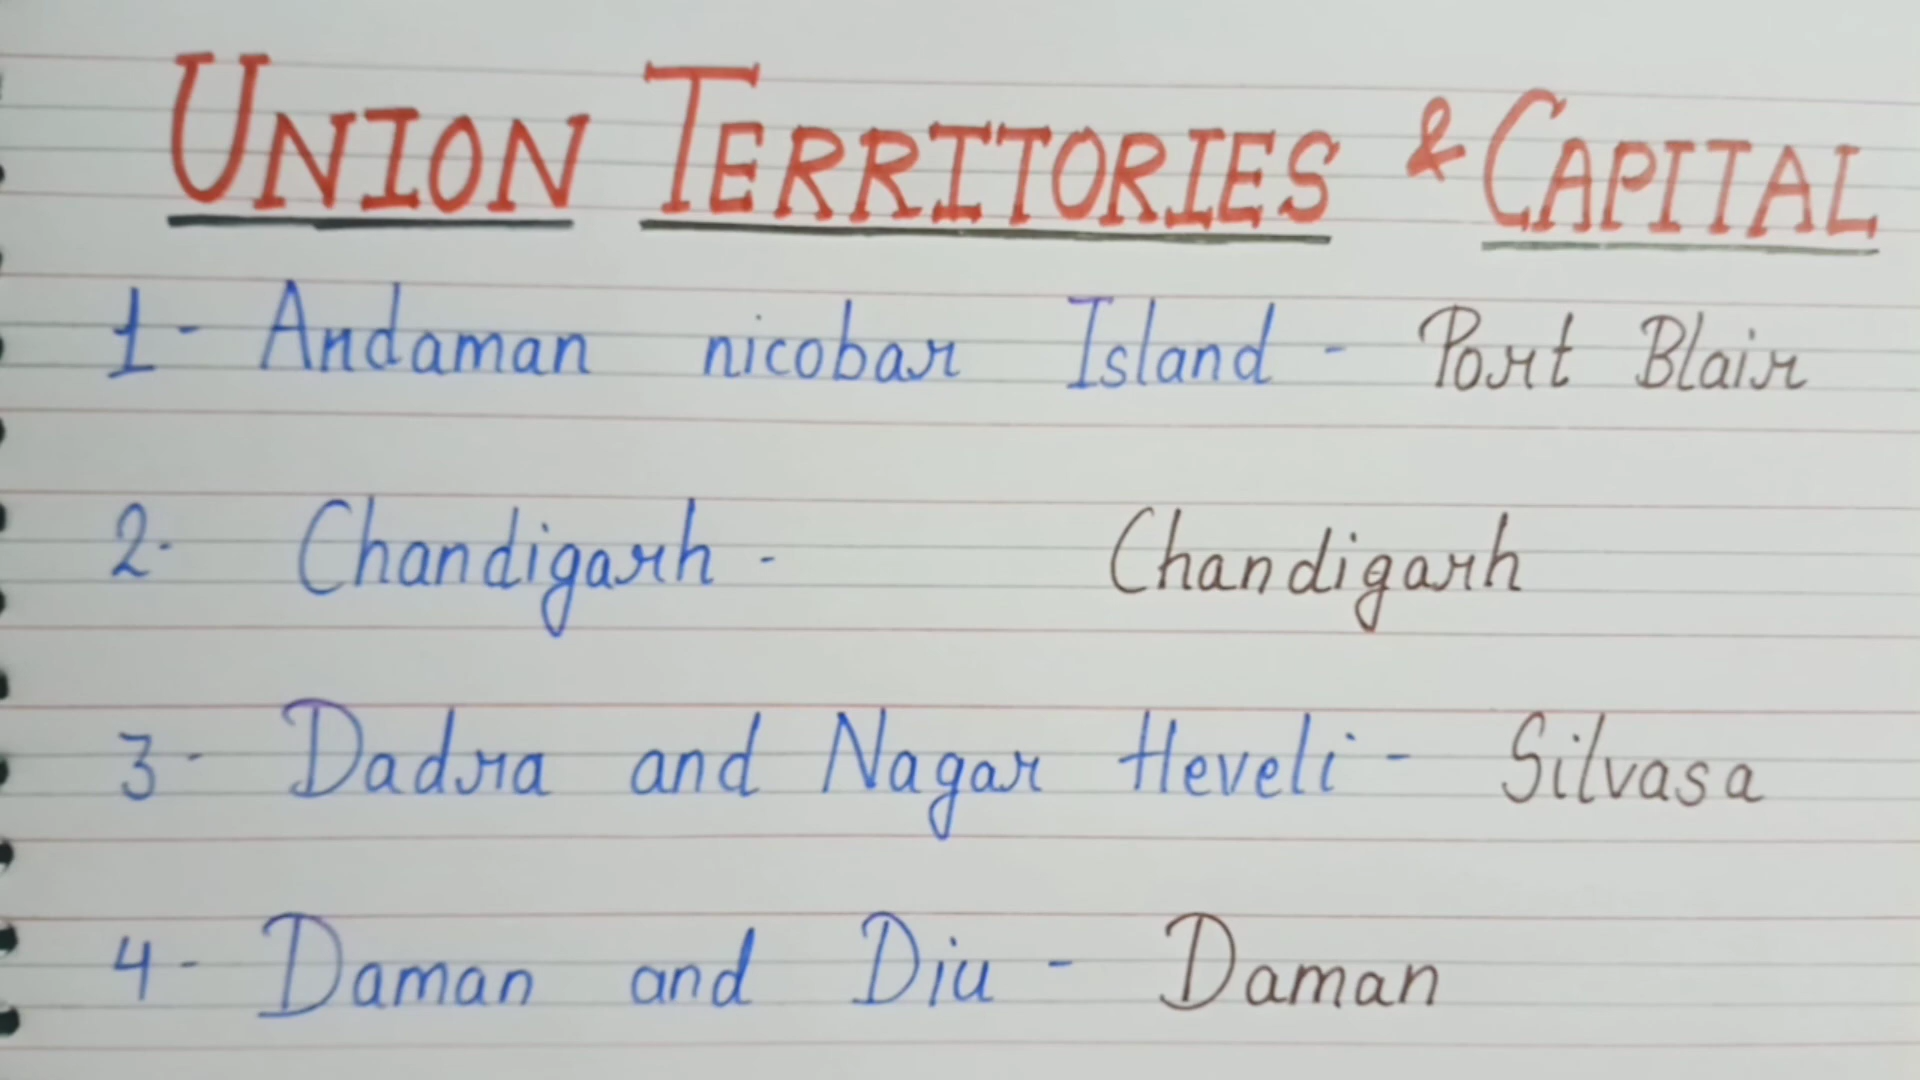 UNION TERRITORIES & CAPITAL
1- Andaman nicobar Island - Port Blair
2- Chandigarh - Chandigarh
3- Dadra and Nagar Heveli - Silvasa
4- Daman and Diu - Daman